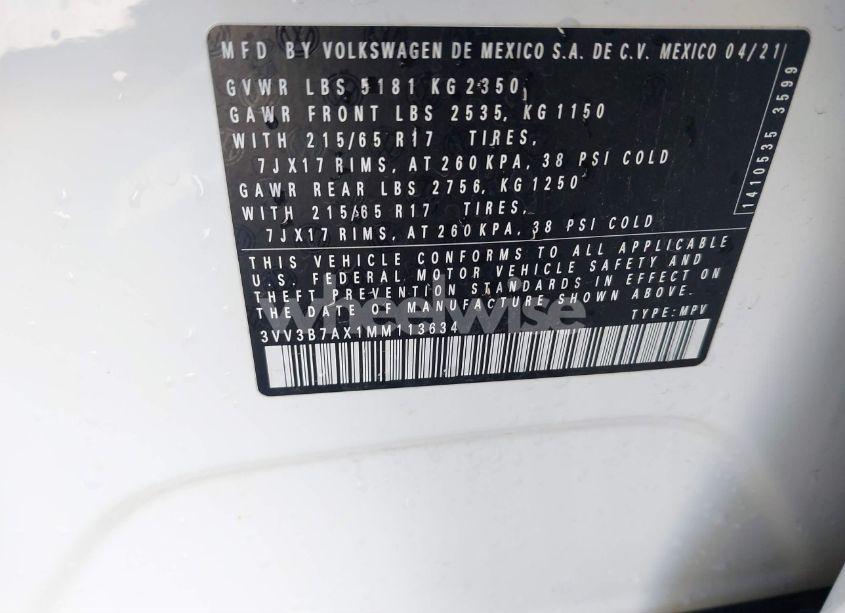 MFD BY VOLKSWAGEN DE MEXICO S.A. DE C.V. MEXICO 04/21
GVWR LBS 5181 KG 2350
GAWR FRONT LBS 2535, KG 1150
WITH 215/65 R17 TIRES,
7JX17 RIMS, AT 260 KPA, 38 PSI COLD
GAWR REAR LBS 2756, KG 1250
WITH 215/65 R17 TIRES,
7JX17 RIMS, AT 260 KPA, 38 PSI COLD
THIS VEHICLE CONFORMS TO ALL APPLICABLE
U.S. FEDERAL MOTOR VEHICLE SAFETY AND
THEFT PREVENTION STANDARDS IN EFFECT ON
THE DATE OF MANUFACTURE SHOWN ABOVE.
TYPE: MPV
3VV3B7AX1MM113634
1410535 3599
wheelwise